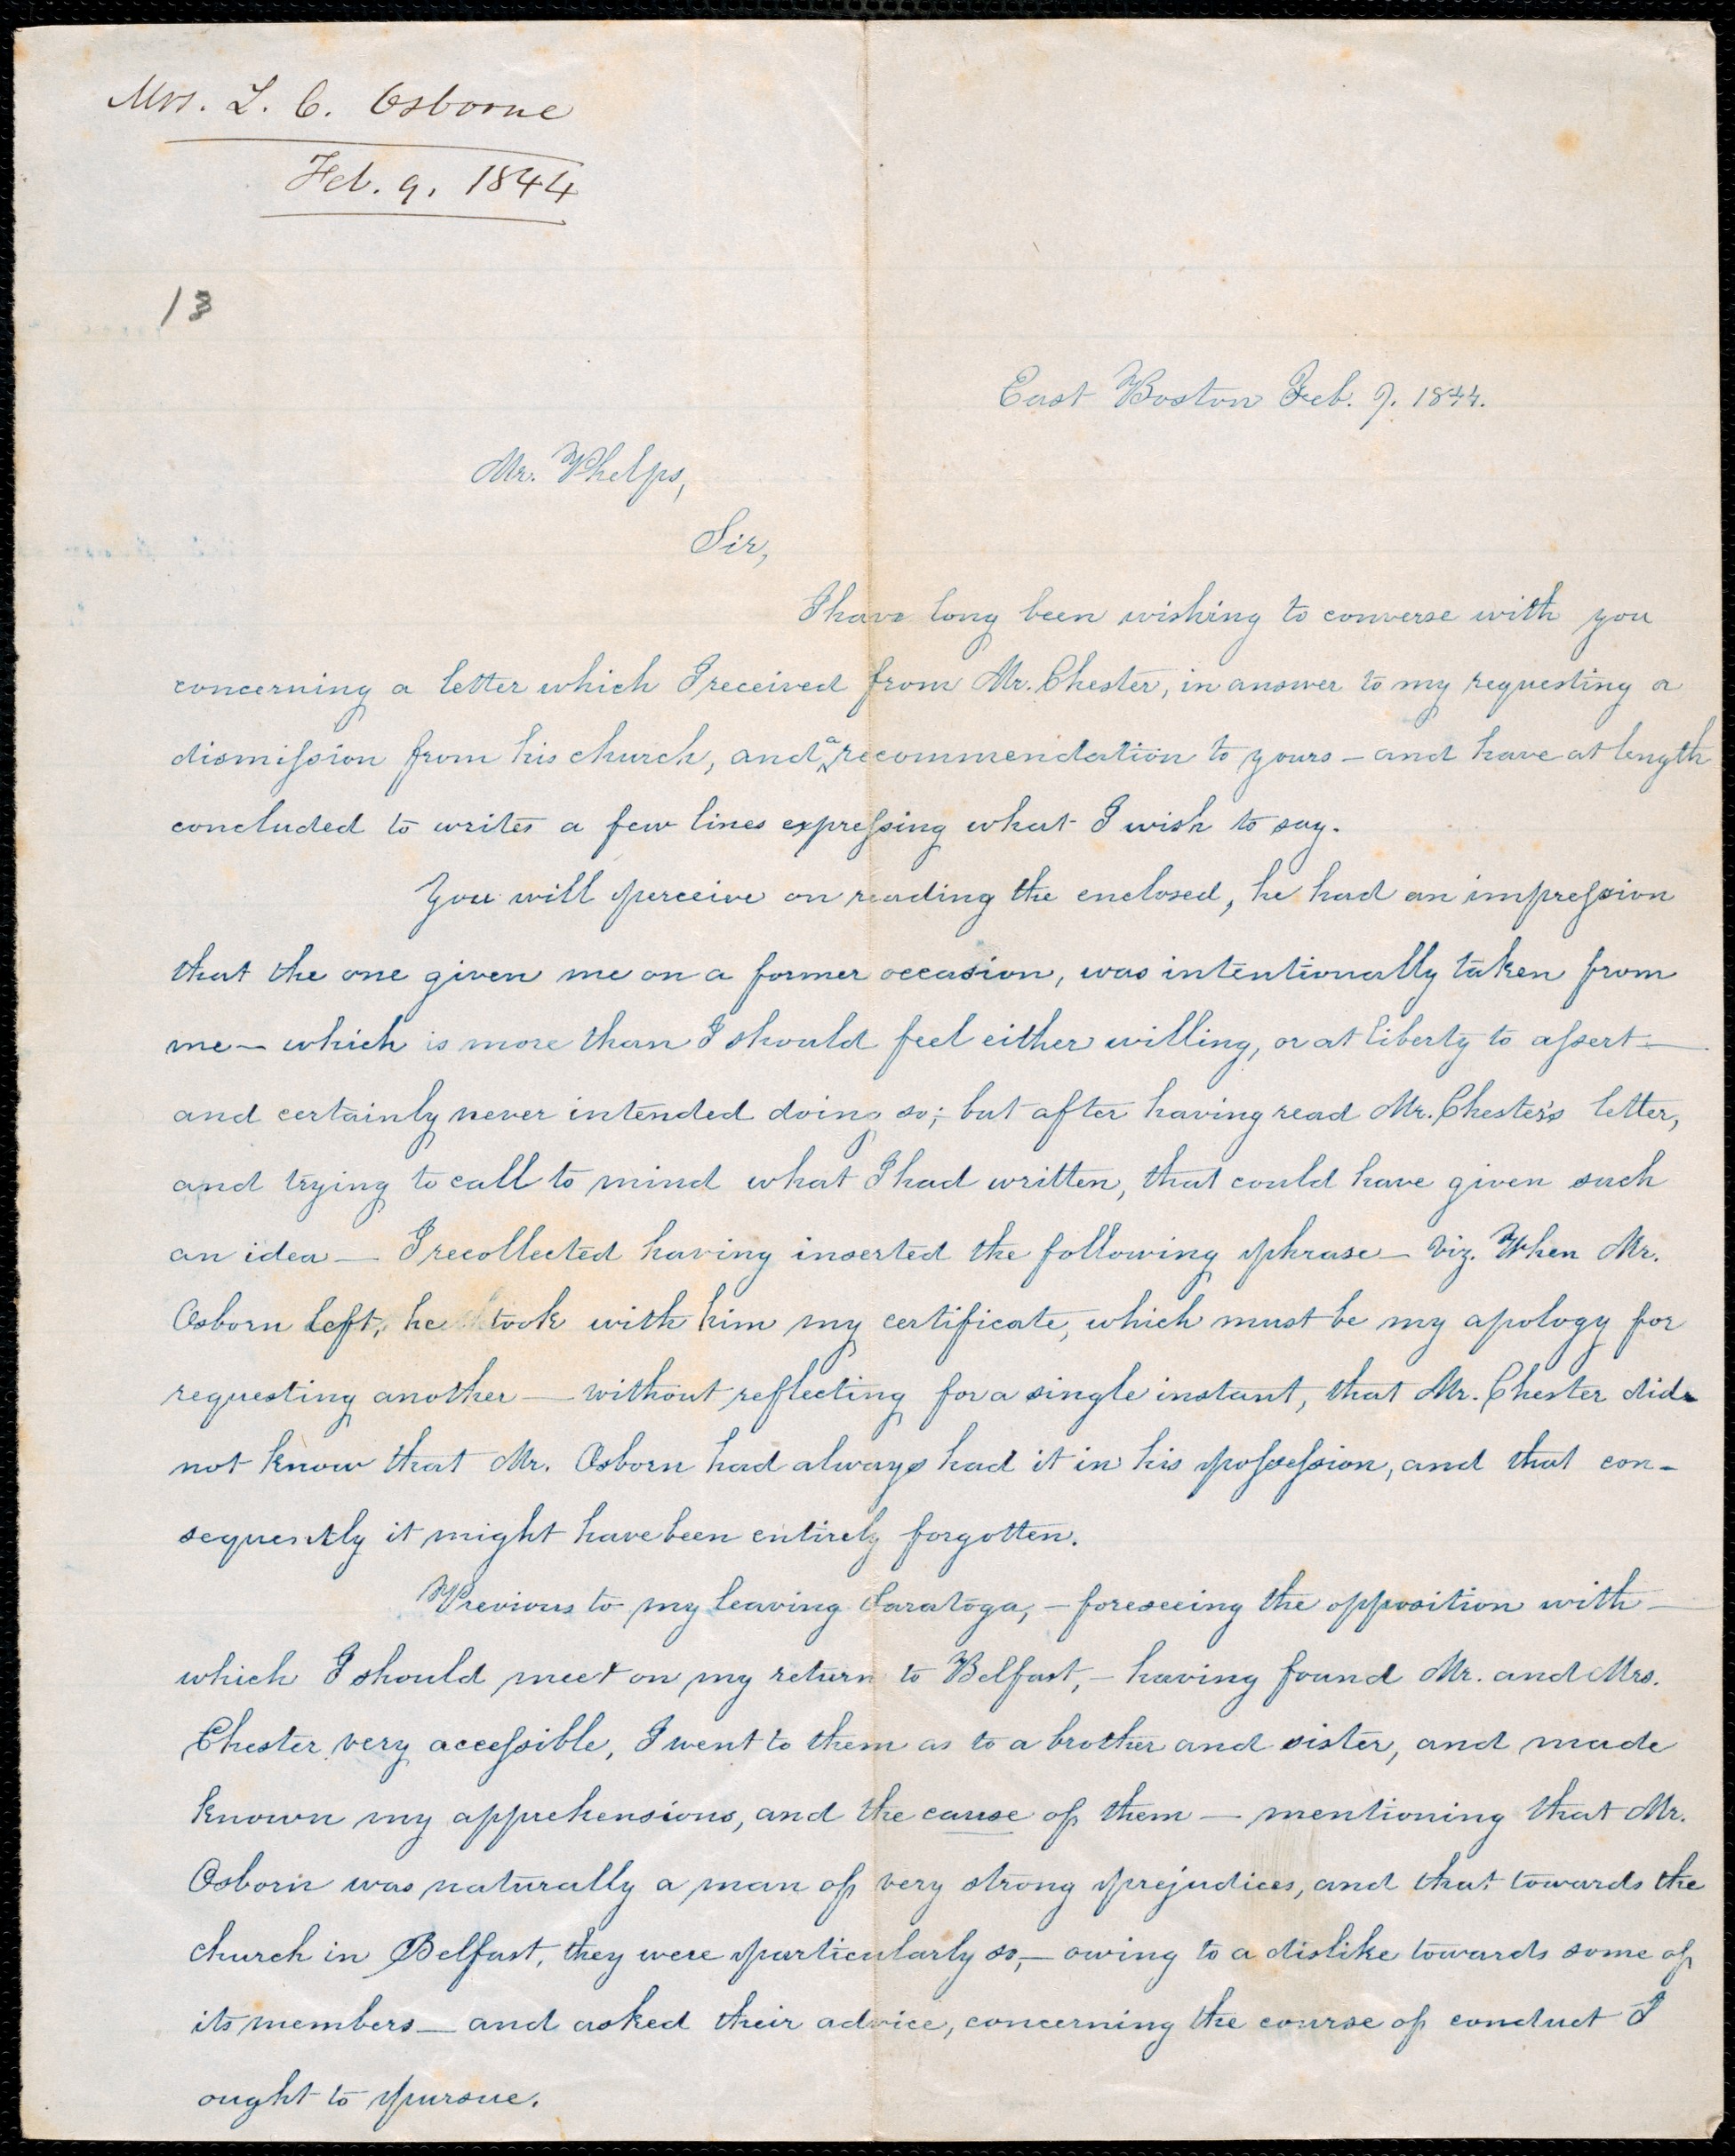 Mrs. L. C. Osborne
Feb. 9. 1844
13
East Boston Feb. 9. 1844.
Mr. Phelps,
Sir,
I have long been wishing to converse with you
concerning a letter which I received from Mr. Chester, in answer to my requesting a
dismission from his church, and a recommendation to yours – and have at length
concluded to write a few lines expressing what I wish to say.
You will perceive on reading the enclosed, he had an impression
that the one given me on a former occasion, was intentionally taken from
me – which is more than I should feel either willing, or at liberty to assert –
and certainly never intended doing so; but after having read Mr. Chester's letter,
and trying to call to mind what I had written, that could have given such
an idea – I recollected having inserted the following phrase – viz. When Mr.
Osborn left, he took with him my certificate, which must be my apology for
requesting another – without reflecting for a single instant, that Mr. Chester did
not know that Mr. Osborn had always had it in his possession, and that con-
sequently it might have been entirely forgotten.
Previous to my leaving Saratoga, – foreseeing the opposition with
which I should meet on my return to Belfast, – having found Mr. and Mrs.
Chester very accessible, I went to them as to a brother and sister, and made
known my apprehensions, and the cause of them – mentioning that Mr.
Osborn was naturally a man of very strong prejudices, and that towards the
church in Belfast, they were particularly so, – owing to a dislike towards some of
its members – and asked their advice, concerning the course of conduct I
ought to pursue.